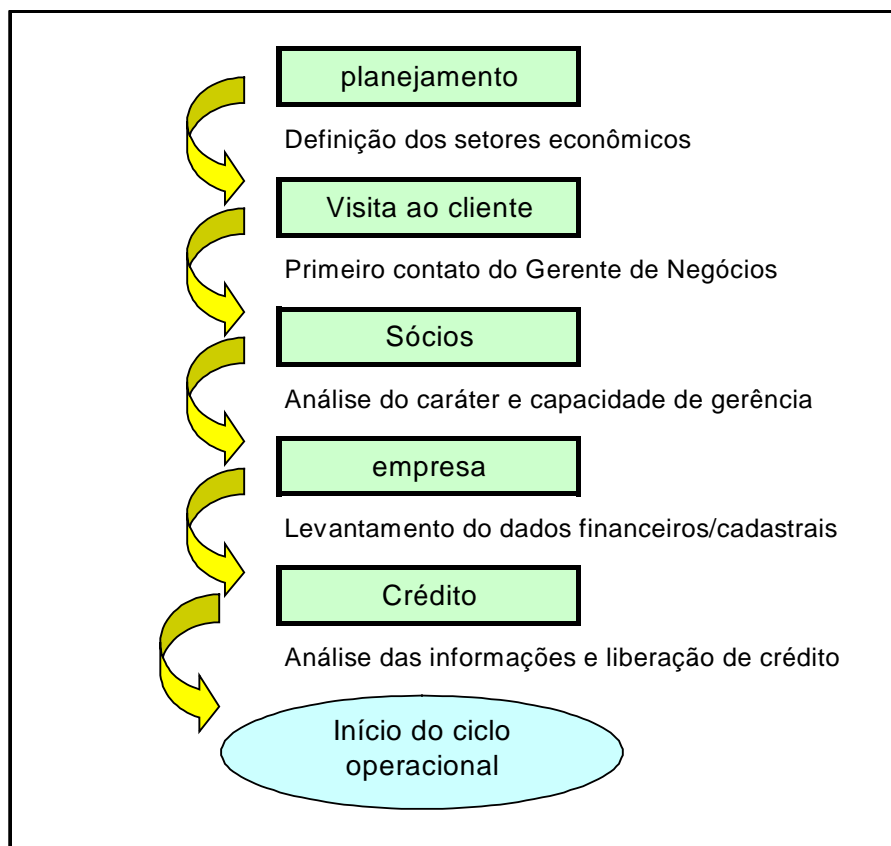 planejamento
Definição dos setores econômicos
Visita ao cliente
Primeiro contato do Gerente de Negócios
Sócios
Análise do caráter e capacidade de gerência
empresa
Levantamento do dados financeiros/cadastrais
Crédito
Análise das informações e liberação de crédito
Início do ciclo
operacional